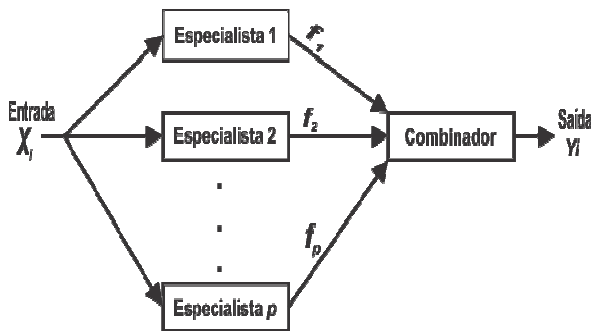 Especialista 1
f1
Entrada
Xi
Especialista 2
f2
Combinador
Saída
Yi
.
.
.
fp
Especialista p